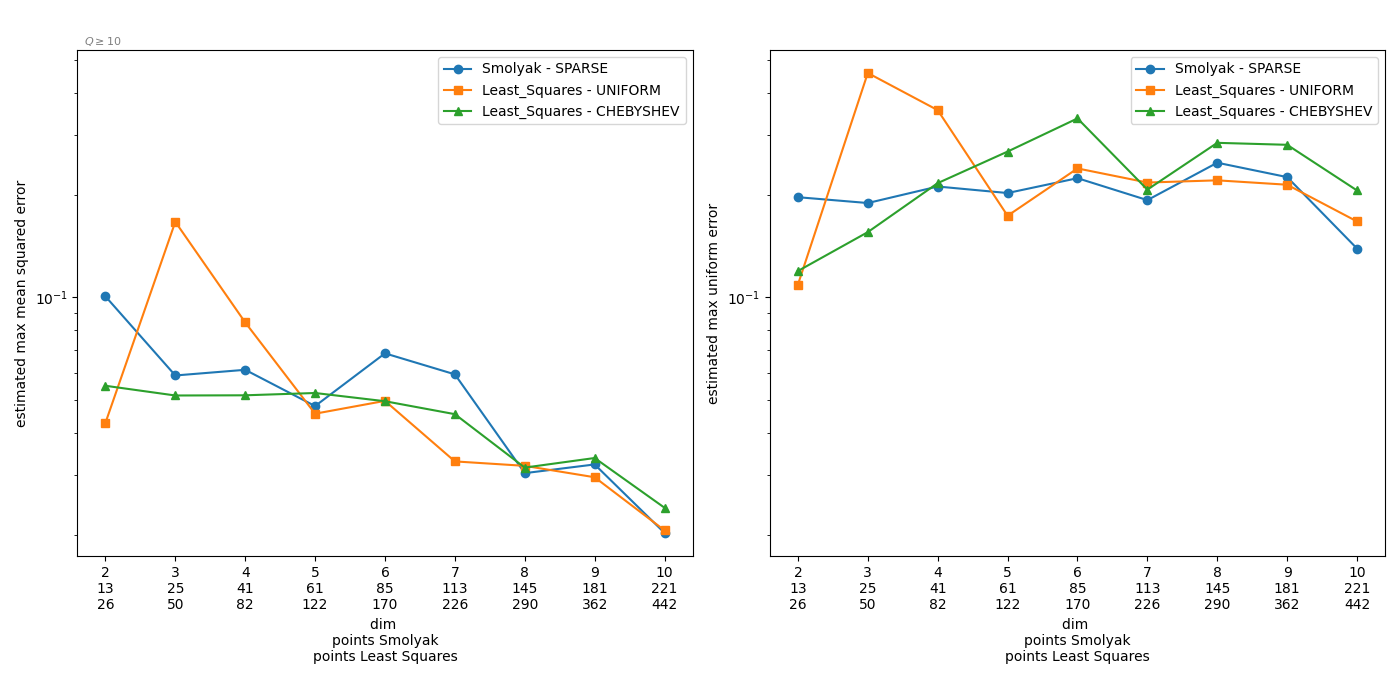 Q ≥ 10
Smolyak - SPARSE
Least_Squares - UNIFORM
Least_Squares - CHEBYSHEV
estimated max mean squared error
10⁻¹
2 3 4 5 6 7 8 9 10
13 25 41 61 85 113 145 181 221
26 50 82 122 170 226 290 362 442
dim
points Smolyak
points Least Squares
Smolyak - SPARSE
Least_Squares - UNIFORM
Least_Squares - CHEBYSHEV
estimated max uniform error
10⁻¹
2 3 4 5 6 7 8 9 10
13 25 41 61 85 113 145 181 221
26 50 82 122 170 226 290 362 442
dim
points Smolyak
points Least Squares